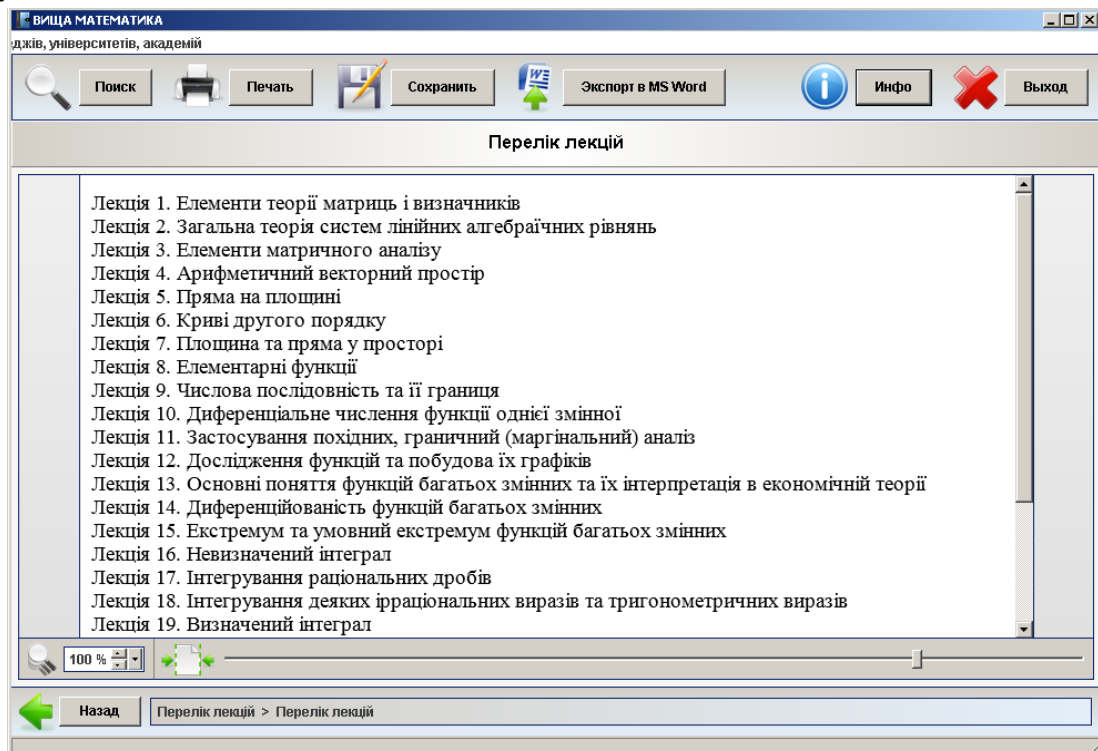 ВИЩА МАТЕМАТИКА
джів, університетів, академій
Поиск Печать Сохранить Экспорт в MS Word Инфо Выход
Перелік лекцій
Лекція 1. Елементи теорії матриць і визначників
Лекція 2. Загальна теорія систем лінійних алгебраїчних рівнянь
Лекція 3. Елементи матричного аналізу
Лекція 4. Арифметичний векторний простір
Лекція 5. Пряма на площині
Лекція 6. Криві другого порядку
Лекція 7. Площина та пряма у просторі
Лекція 8. Елементарні функції
Лекція 9. Числова послідовність та її границя
Лекція 10. Диференціальне числення функції однієї змінної
Лекція 11. Застосування похідних, граничний (маргінальний) аналіз
Лекція 12. Дослідження функцій та побудова їх графіків
Лекція 13. Основні поняття функцій багатьох змінних та їх інтерпретація в економічній теорії
Лекція 14. Диференційованість функцій багатьох змінних
Лекція 15. Екстремум та умовний екстремум функцій багатьох змінних
Лекція 16. Невизначений інтеграл
Лекція 17. Інтегрування раціональних дробів
Лекція 18. Інтегрування деяких ірраціональних виразів та тригонометричних виразів
Лекція 19. Визначений інтеграл
100 %
Назад Перелік лекцій > Перелік лекцій